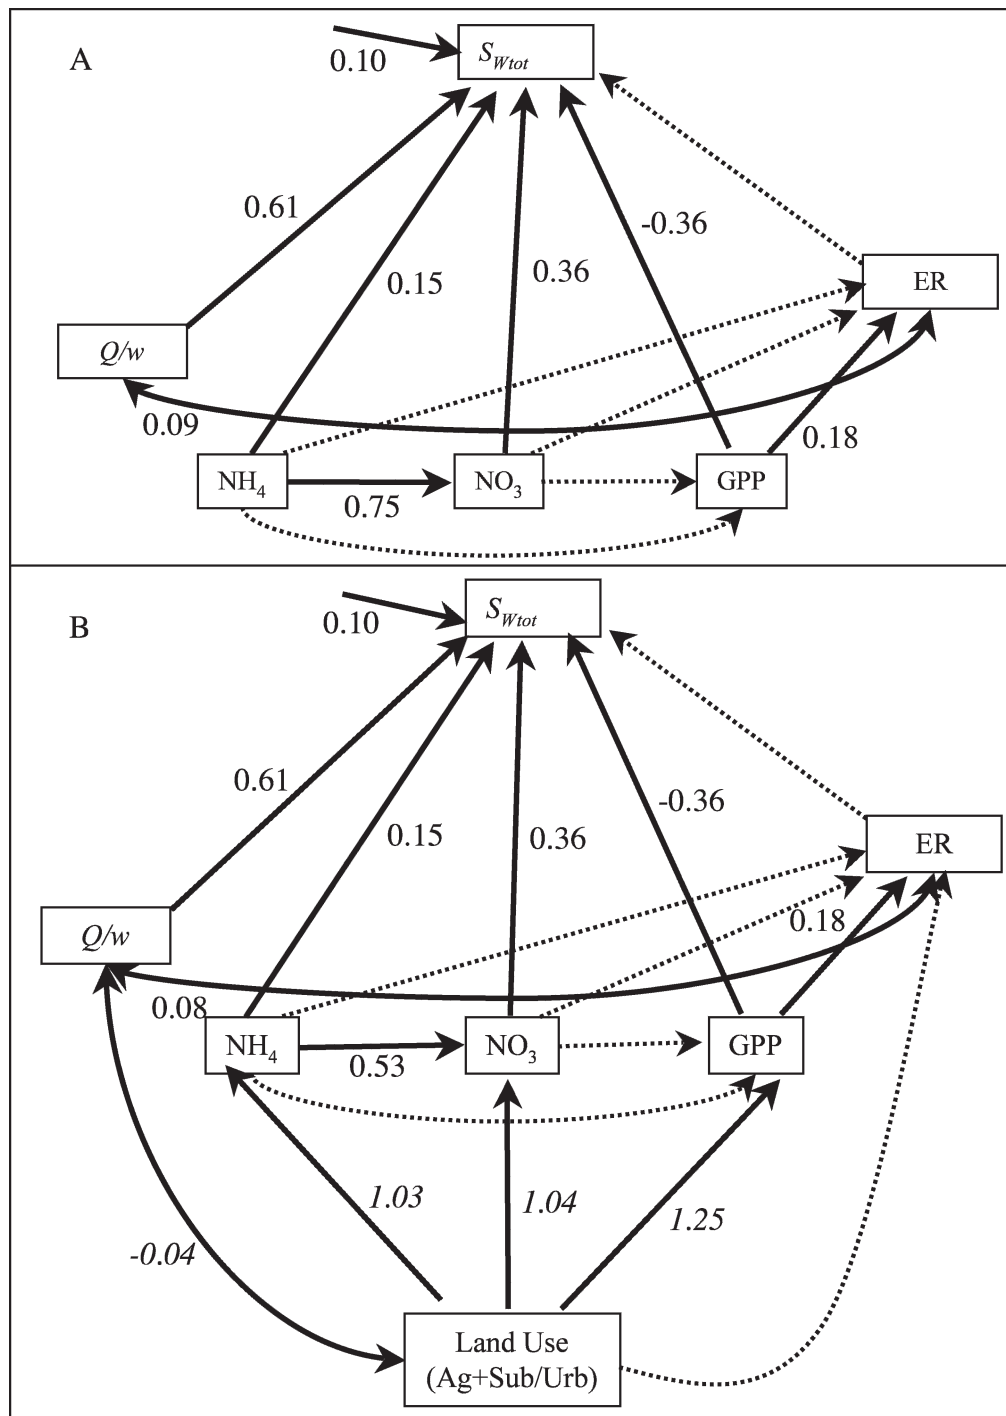 A
S_Wtot
0.10
0.61
-0.36
0.15
0.36
ER
Q/w
0.09
0.18
NH₄
NO₃
GPP
0.75
B
S_Wtot
0.10
0.61
-0.36
0.15
0.36
ER
0.18
Q/w
0.08
NH₄
NO₃
GPP
0.53
1.03
1.04
1.25
-0.04
Land Use
(Ag+Sub/Urb)